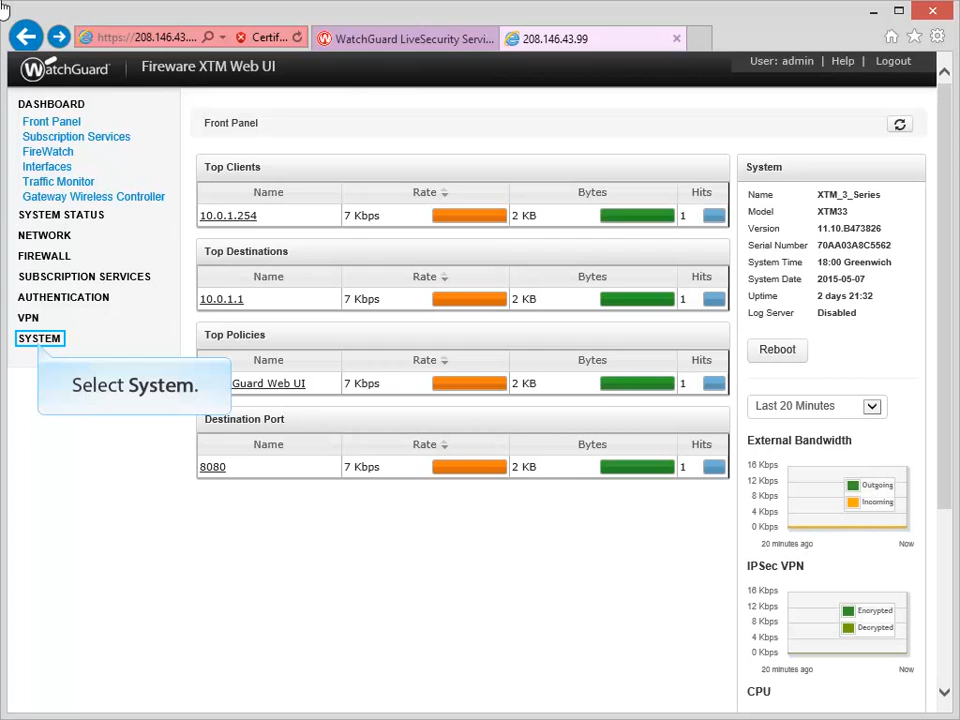 https://208.146.43....
Certif...
WatchGuard LiveSecurity Servi...
208.146.43.99
WatchGuard
Fireware XTM Web UI
User: admin | Help | Logout
DASHBOARD
Front Panel
Subscription Services
FireWatch
Interfaces
Traffic Monitor
Gateway Wireless Controller
SYSTEM STATUS
NETWORK
FIREWALL
SUBSCRIPTION SERVICES
AUTHENTICATION
VPN
SYSTEM
Select System.
Front Panel
Top Clients
Name Rate Bytes Hits
10.0.1.254 7 Kbps 2 KB 1
Top Destinations
Name Rate Bytes Hits
10.0.1.1 7 Kbps 2 KB 1
Top Policies
Name Rate Bytes Hits
Guard Web UI 7 Kbps 2 KB 1
Destination Port
Name Rate Bytes Hits
8080 7 Kbps 2 KB 1
System
Name XTM_3_Series
Model XTM33
Version 11.10.B473826
Serial Number 70AA03A8C5562
System Time 18:00 Greenwich
System Date 2015-05-07
Uptime 2 days 21:32
Log Server Disabled
Reboot
Last 20 Minutes
External Bandwidth
16 Kbps
12 Kbps
8 Kbps
4 Kbps
0 Kbps
Outgoing
Incoming
20 minutes ago Now
IPSec VPN
16 Kbps
12 Kbps
8 Kbps
4 Kbps
0 Kbps
Encrypted
Decrypted
20 minutes ago Now
CPU